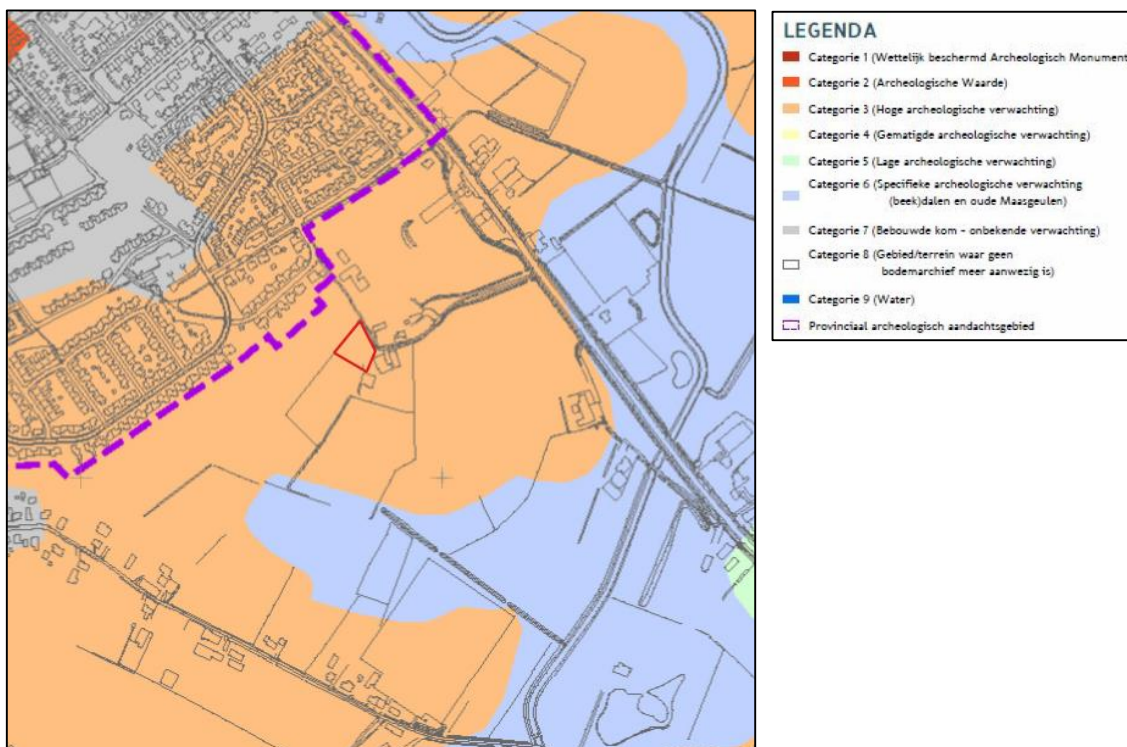 LEGENDA
Categorie 1 (Wettelijk beschermd Archeologisch Monument
Categorie 2 (Archeologische Waarde)
Categorie 3 (Hoge archeologische verwachting)
Categorie 4 (Gematigde archeologische verwachting)
Categorie 5 (Lage archeologische verwachting)
Categorie 6 (Specifieke archeologische verwachting
(beek)dalen en oude Maasgeulen)
Categorie 7 (Bebouwde kom - onbekende verwachting)
Categorie 8 (Gebied/terrein waar geen
bodemarchief meer aanwezig is)
Categorie 9 (Water)
Provinciaal archeologisch aandachtsgebied